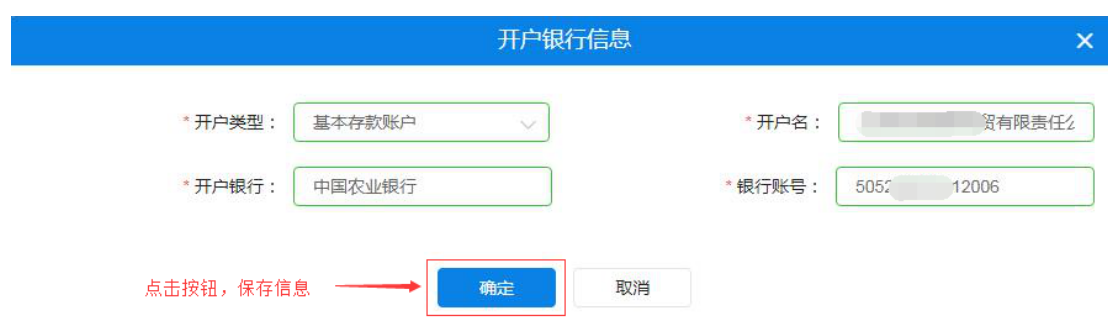 开户银行信息
* 开户类型： 基本存款账户
* 开户名： 贸有限责任公
* 开户银行： 中国农业银行
* 银行账号： 5052 12006
点击按钮，保存信息
确定 取消